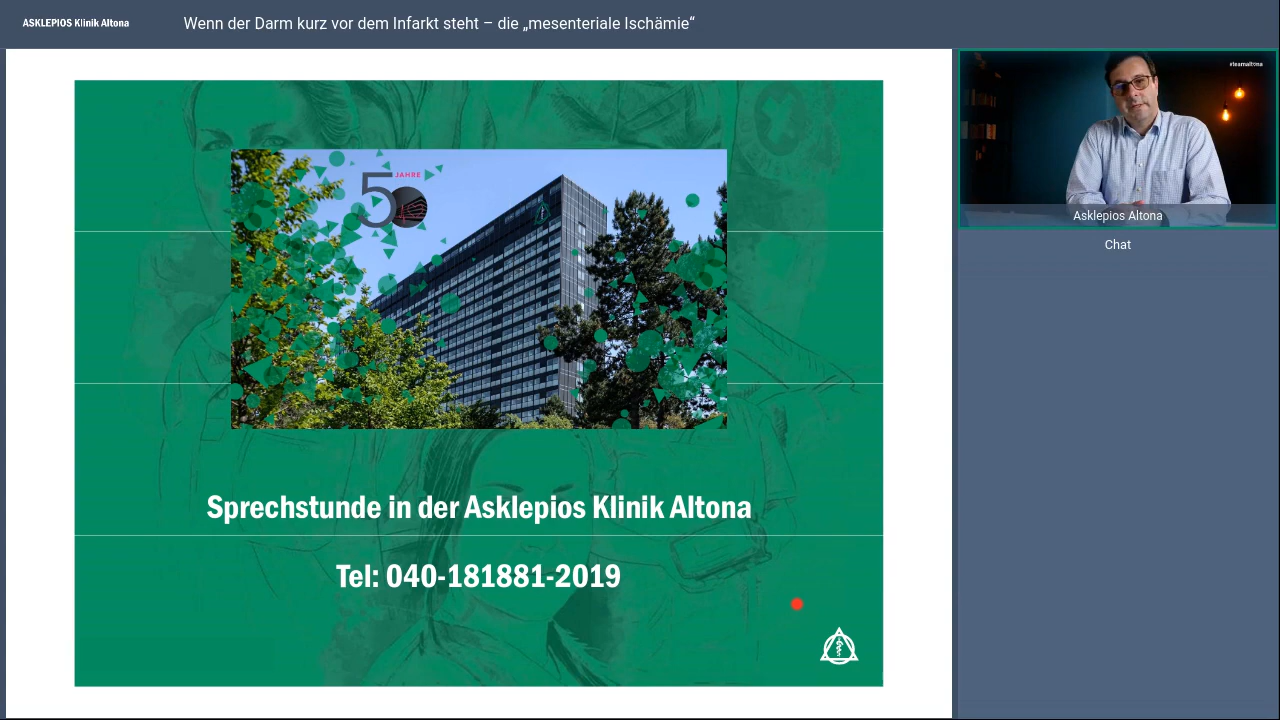 ASKLEPIOS Klinik Altona
Wenn der Darm kurz vor dem Infarkt steht – die „mesenteriale Ischämie“
50 JAHRE
Sprechstunde in der Asklepios Klinik Altona
Tel: 040-181881-2019
#teamaltona
Asklepios Altona
Chat